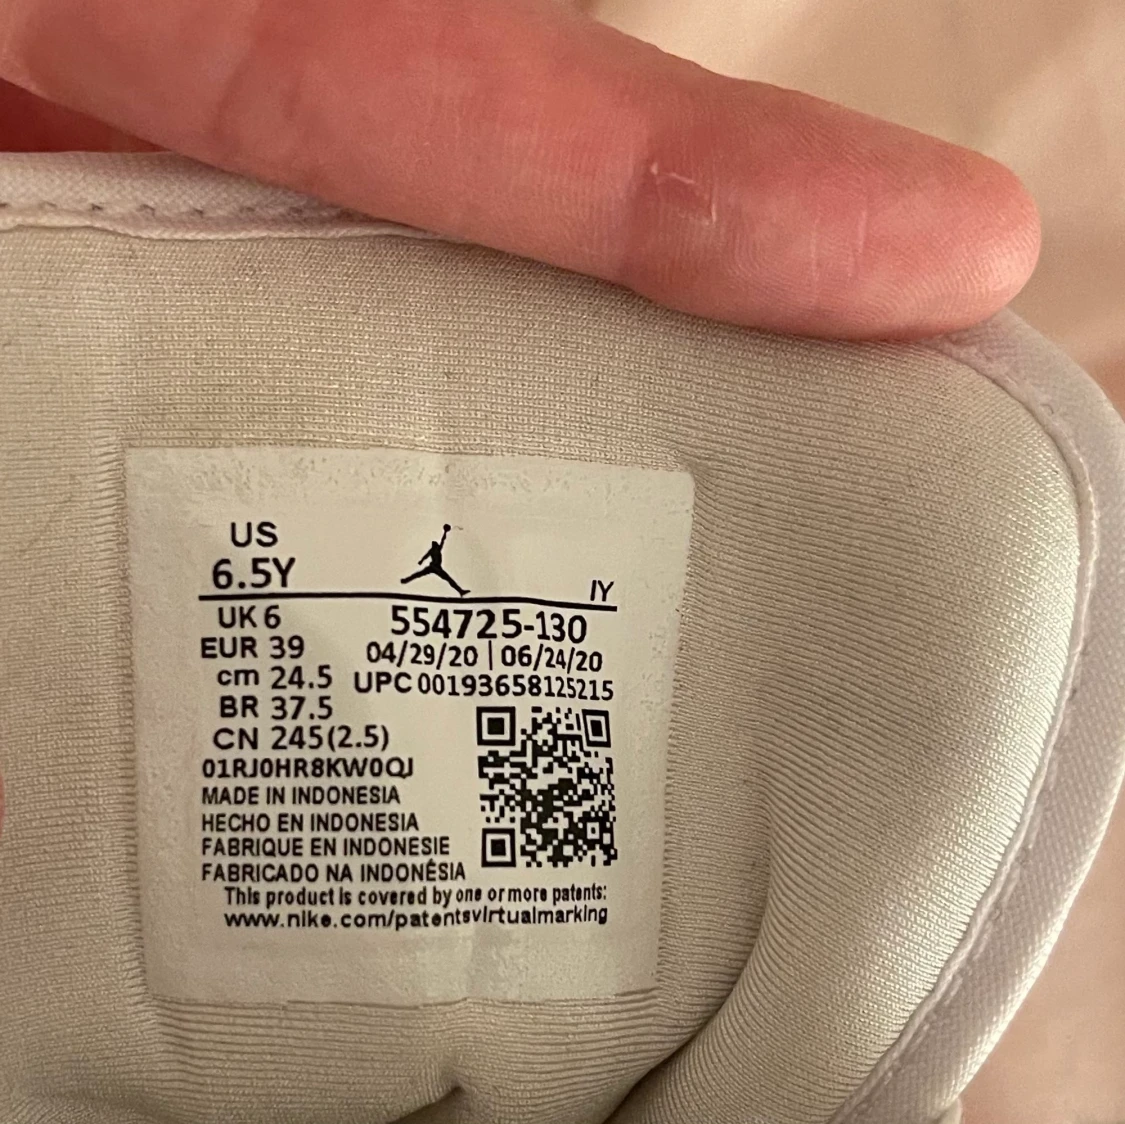 US
6.5Y
IY
UK 6
554725-130
EUR 39
04/29/20 | 06/24/20
cm 24.5
UPC 00193658125215
BR 37.5
CN 245(2.5)
01RJ0HR8KW0QJ
MADE IN INDONESIA
HECHO EN INDONESIA
FABRIQUE EN INDONESIE
FABRICADO NA INDONÉSIA
This product is covered by one or more patents:
www.nike.com/patentsvirtualmarking